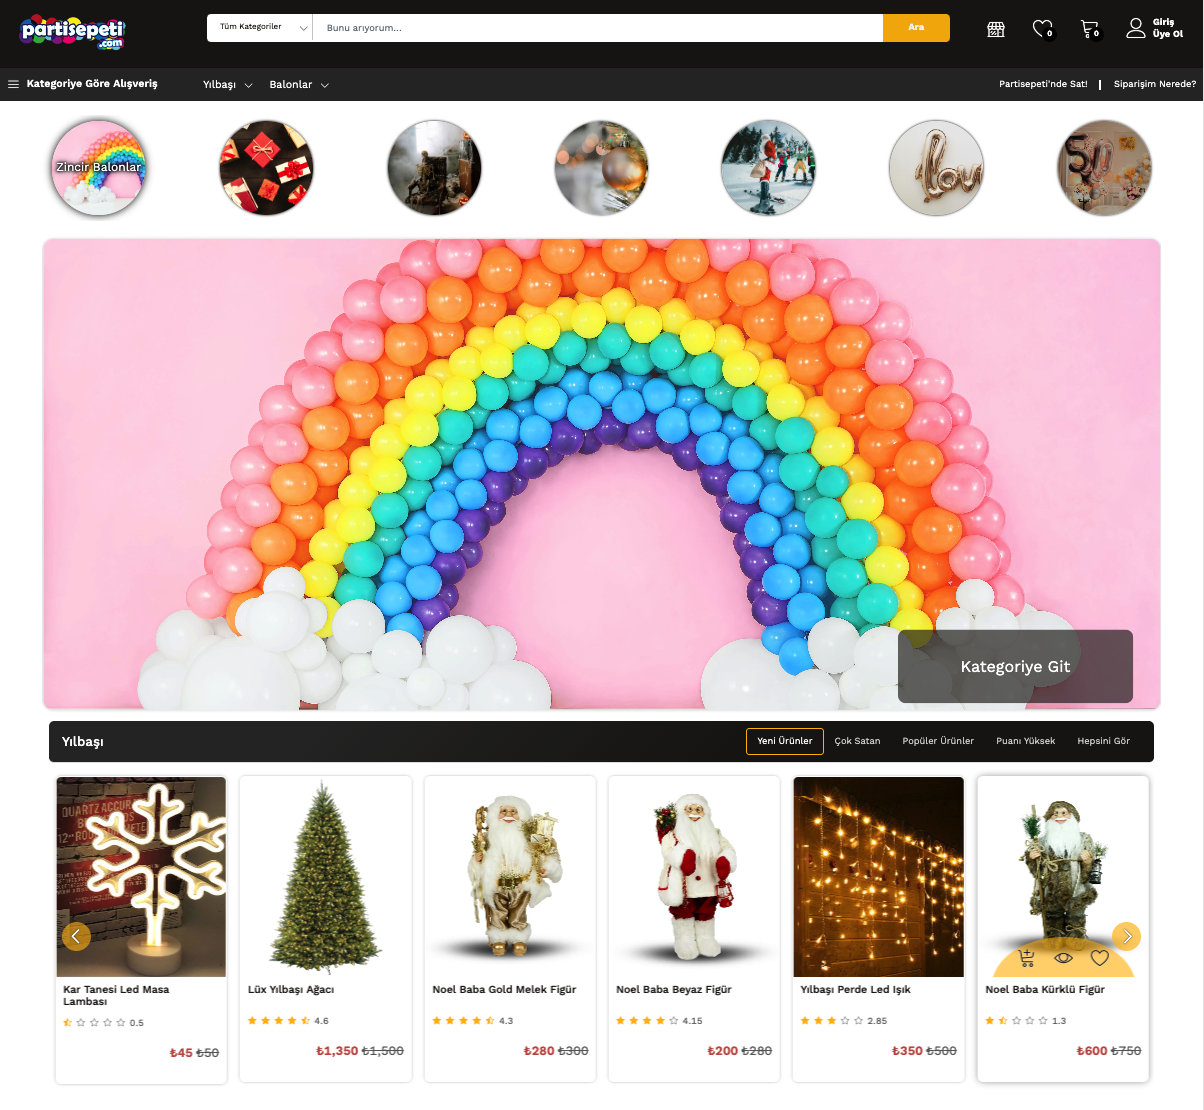 partisepeti
.com
Tüm Kategoriler
Bunu arıyorum...
Ara
0
0
Giriş
Üye Ol
Kategoriye Göre Alışveriş
Yılbaşı
Balonlar
Partisepeti'nde Sat!
Siparişim Nerede?
Zincir Balonlar
lov
50
Kategoriye Git
Yılbaşı
Yeni Ürünler
Çok Satan
Popüler Ürünler
Puanı Yüksek
Hepsini Gör
QUARTZ ACCUR
Kar Tanesi Led Masa
Lambası
0.5
₺45 ₺50
Lüx Yılbaşı Ağacı
4.6
₺1,350 ₺1,500
Noel Baba Gold Melek Figür
4.3
₺280 ₺300
Noel Baba Beyaz Figür
4.15
₺200 ₺280
Yılbaşı Perde Led Işık
2.85
₺350 ₺500
Noel Baba Kürklü Figür
1.3
₺600 ₺750